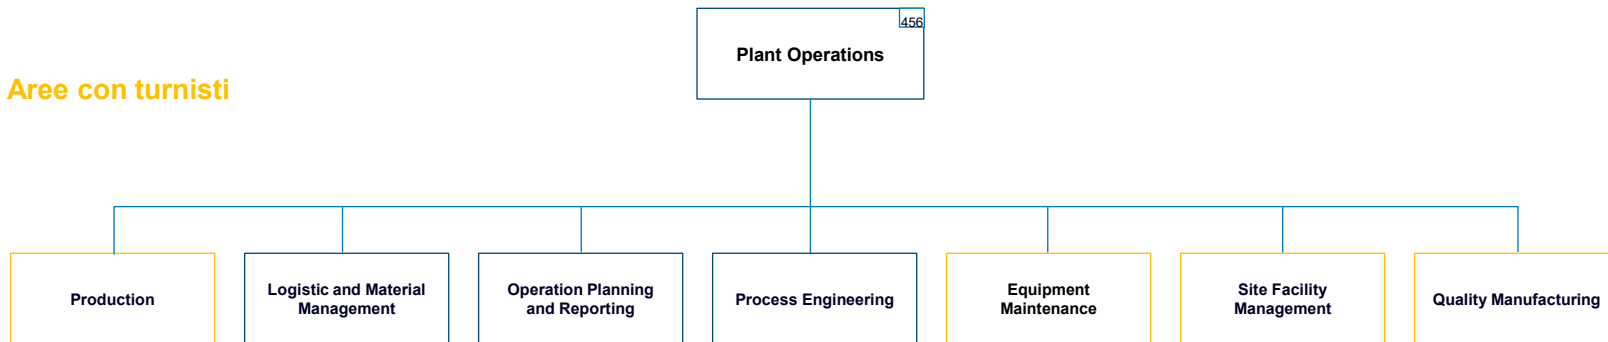 456
Plant Operations
Aree con turnisti
Production
Logistic and Material
Management
Operation Planning
and Reporting
Process Engineering
Equipment
Maintenance
Site Facility
Management
Quality Manufacturing